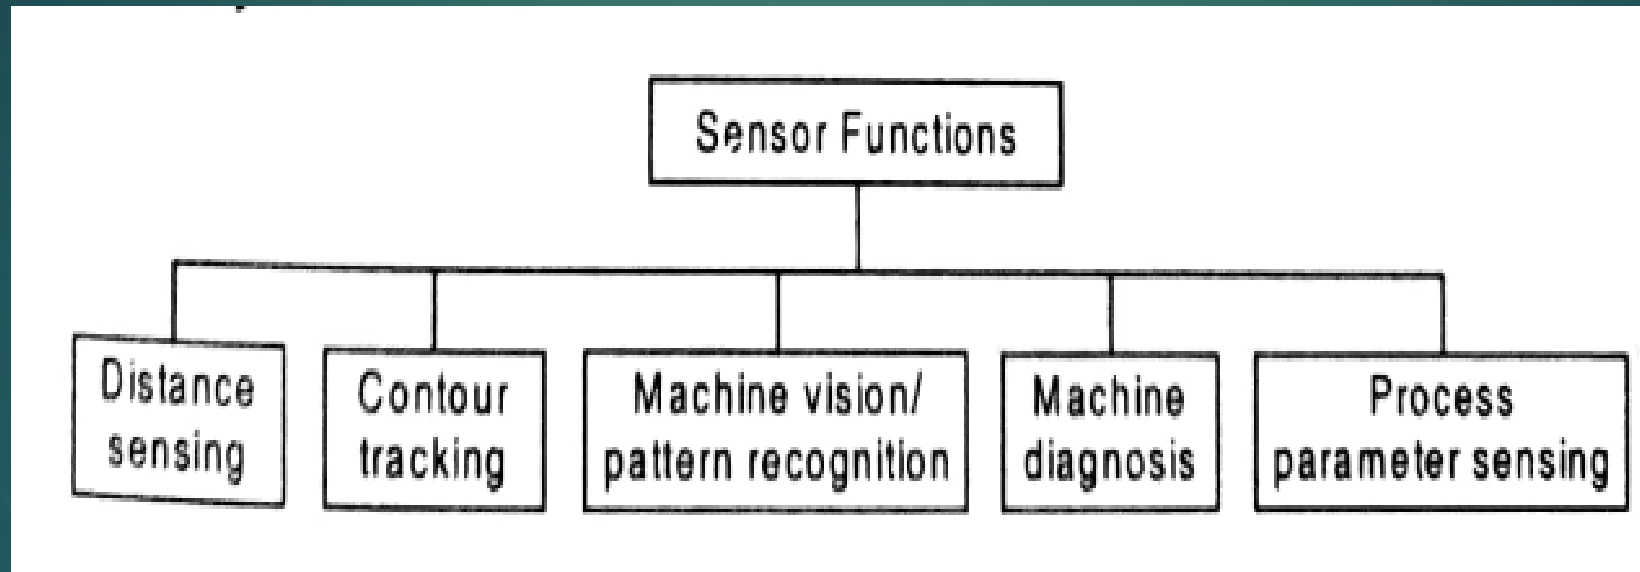 Sensor Functions
Distance
sensing
Contour
tracking
Machine vision/
pattern recognition
Machine
diagnosis
Process
parameter sensing